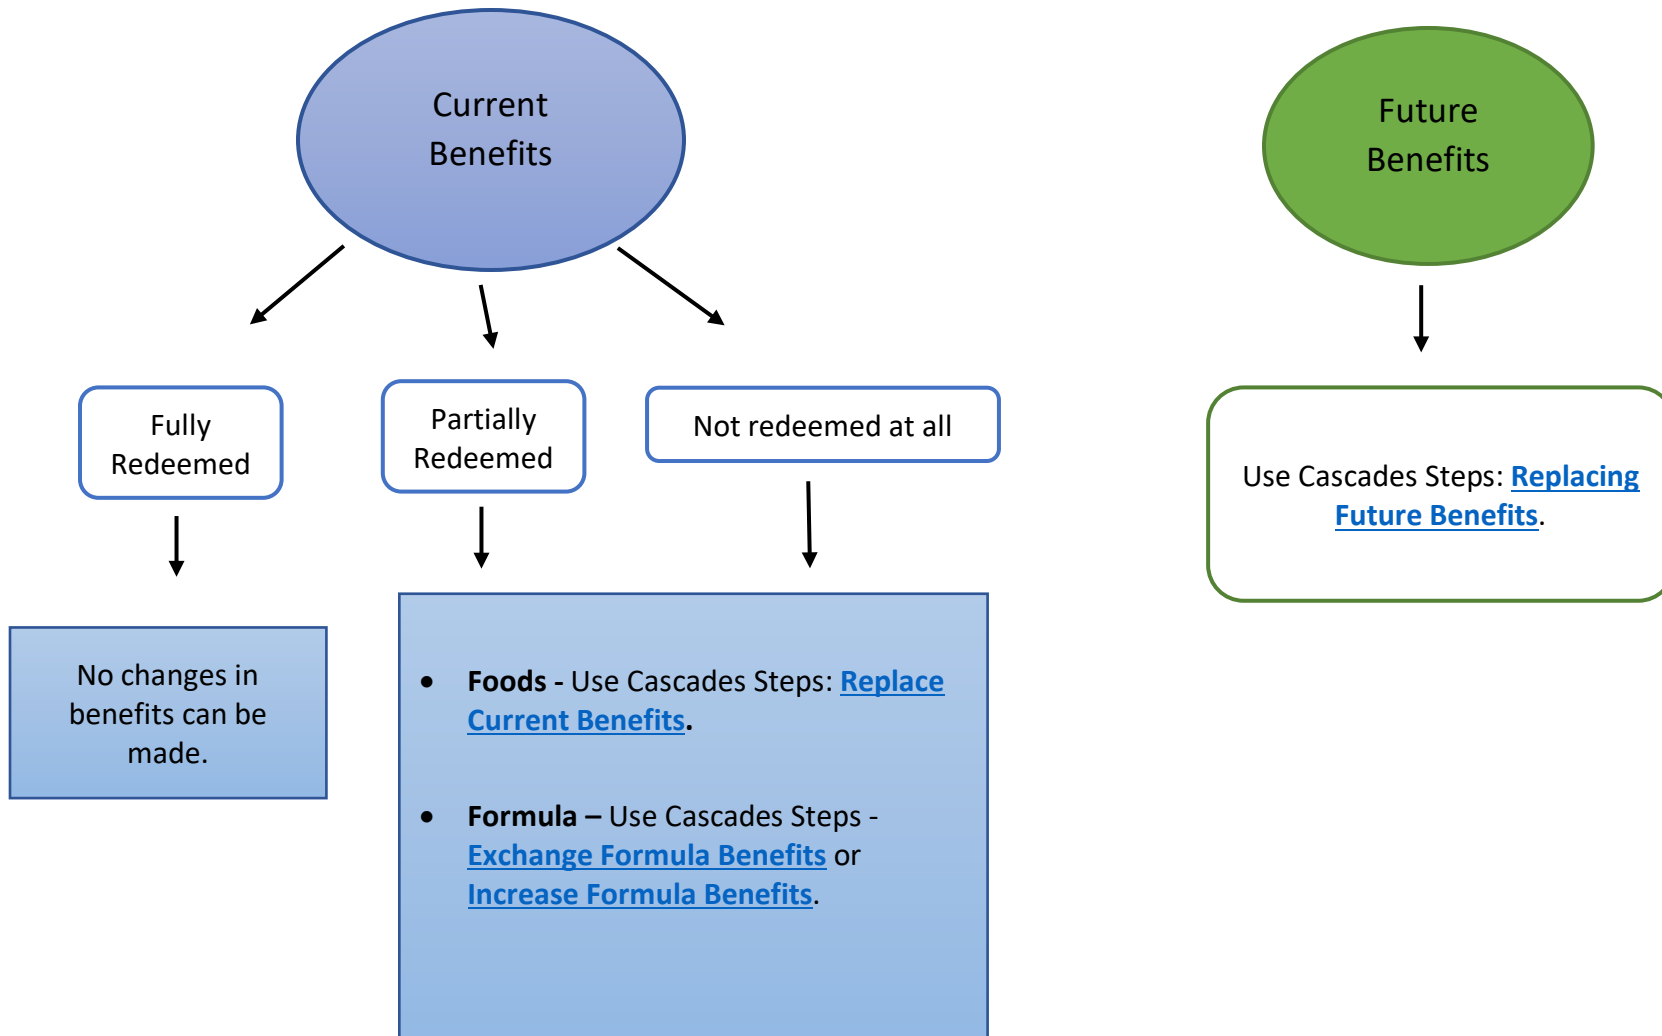 Current
Benefits
Future
Benefits
Fully
Redeemed
Partially
Redeemed
Not redeemed at all
Use Cascades Steps: Replacing
Future Benefits.
No changes in
benefits can be
made.
• Foods - Use Cascades Steps: Replace
Current Benefits.
• Formula – Use Cascades Steps -
Exchange Formula Benefits or
Increase Formula Benefits.